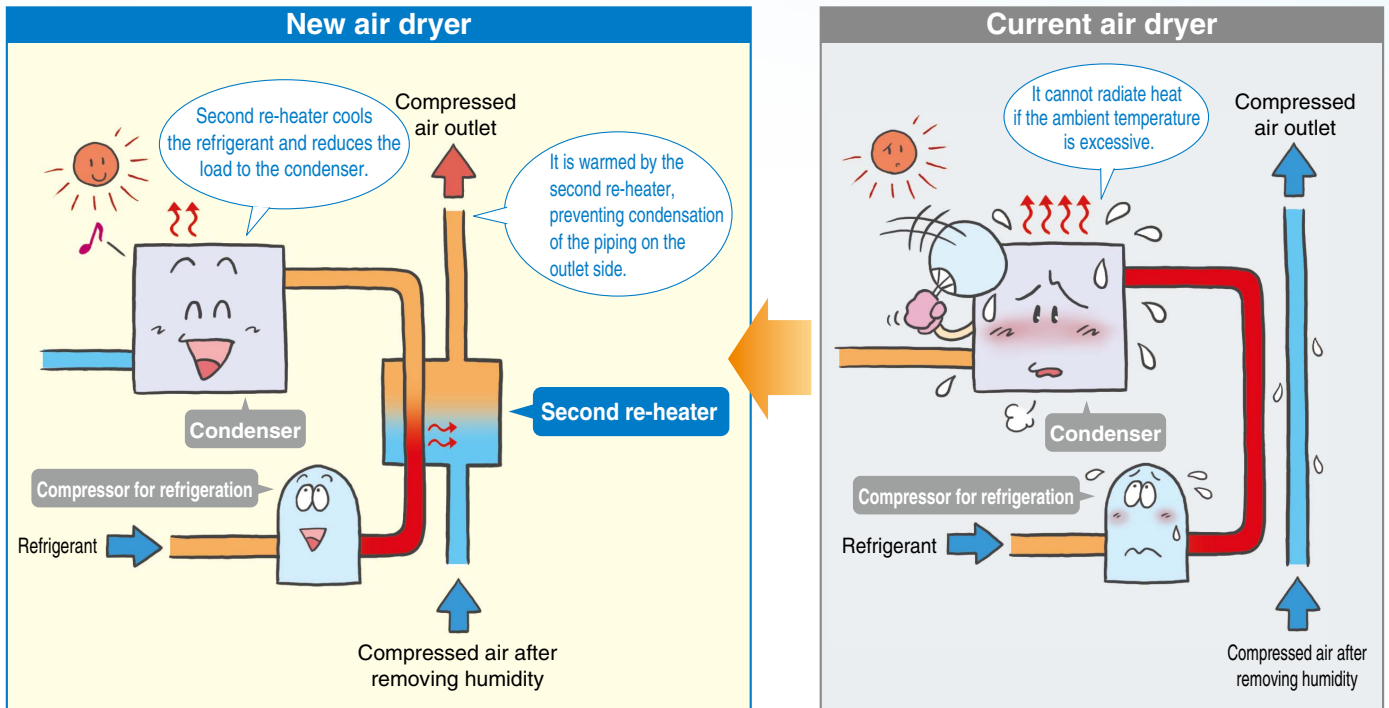 New air dryer
Second re-heater cools
the refrigerant and reduces the
load to the condenser.
Compressed
air outlet
It is warmed by the
second re-heater,
preventing condensation
of the piping on the
outlet side.
Condenser
Second re-heater
Compressor for refrigeration
Refrigerant
Compressed air after
removing humidity
Current air dryer
It cannot radiate heat
if the ambient temperature
is excessive.
Compressed
air outlet
Condenser
Compressor for refrigeration
Refrigerant
Compressed air after
removing humidity